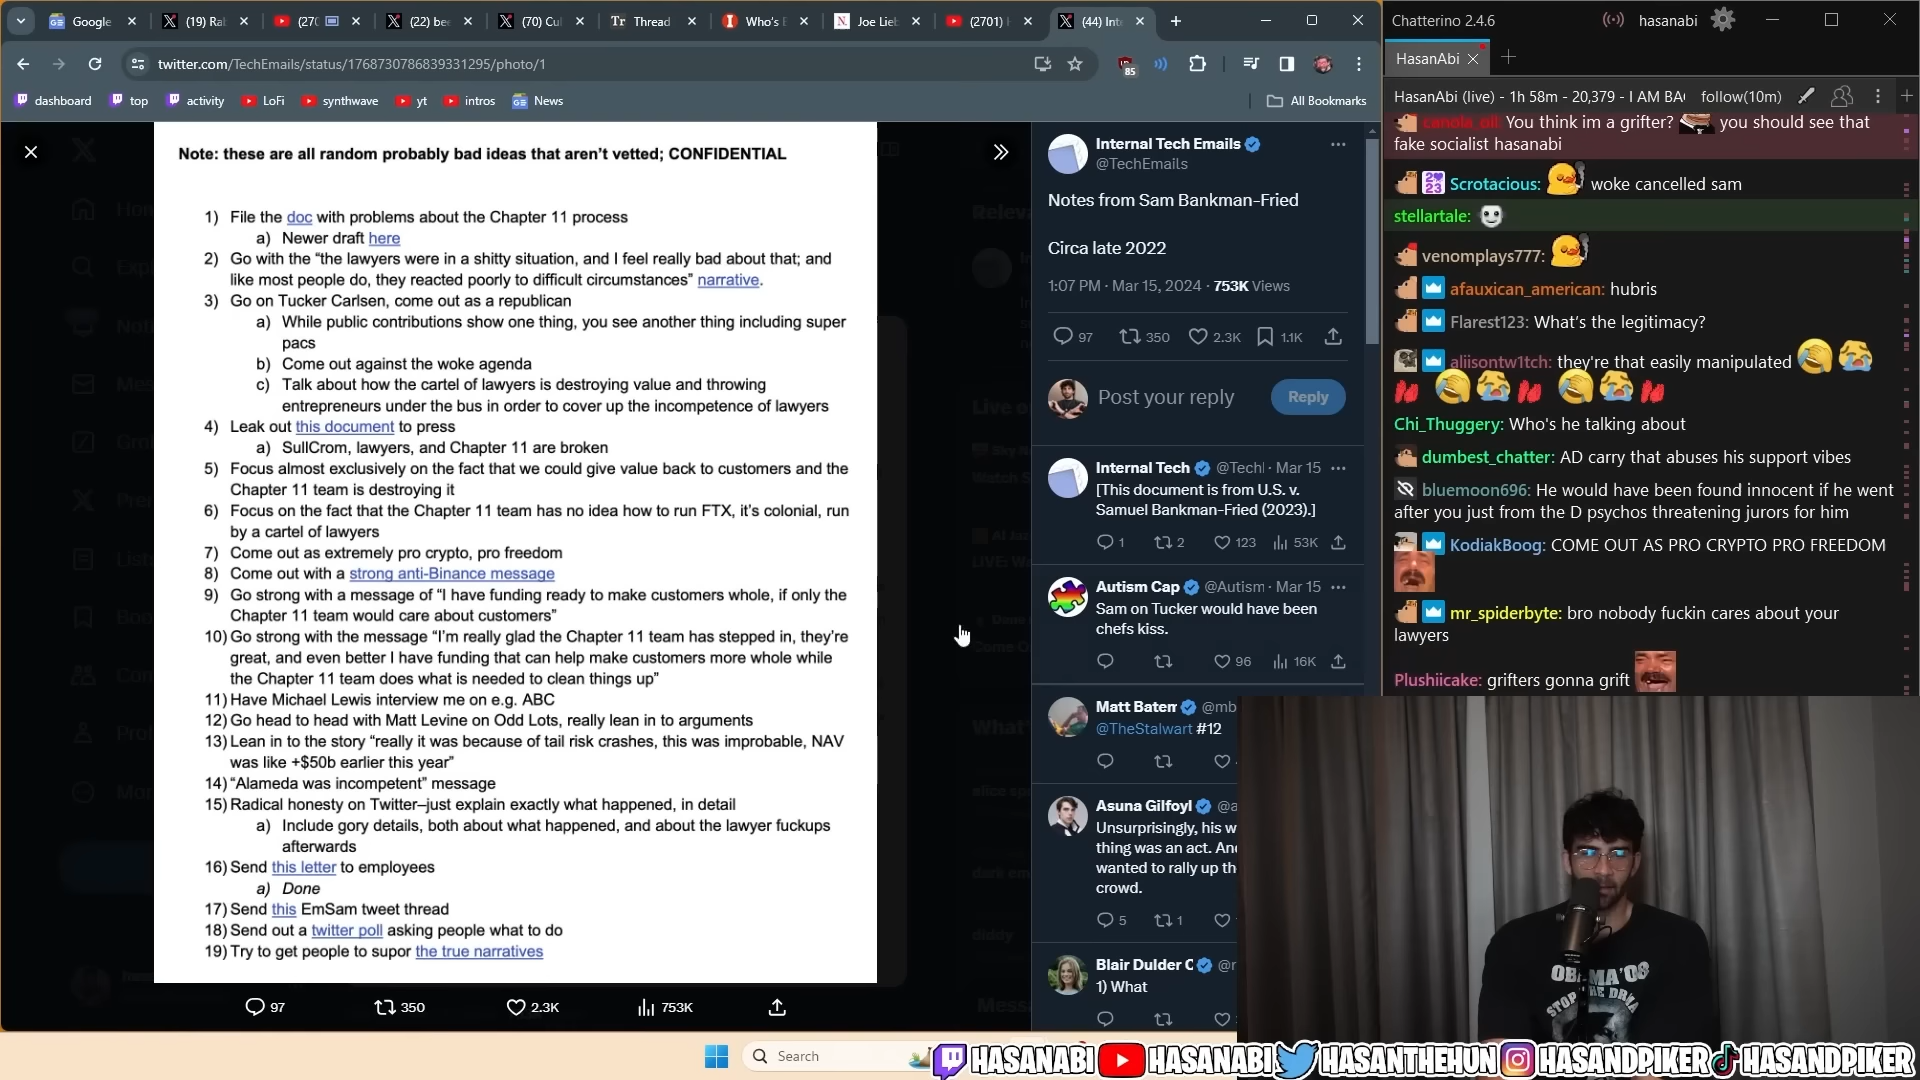 Google
(19) Ra
(270
(22) bee
(70) Cul
Thread
Who's E
Joe Lieb
(2701) H
(44) Inte
twitter.com/TechEmails/status/1768730786839331295/photo/1
85
dashboard
top
activity
LoFi
synthwave
yt
intros
News
All Bookmarks
Note: these are all random probably bad ideas that aren't vetted; CONFIDENTIAL
1) File the doc with problems about the Chapter 11 process
a) Newer draft here
2) Go with the "the lawyers were in a shitty situation, and I feel really bad about that; and
like most people do, they reacted poorly to difficult circumstances" narrative.
3) Go on Tucker Carlsen, come out as a republican
a) While public contributions show one thing, you see another thing including super
pacs
b) Come out against the woke agenda
c) Talk about how the cartel of lawyers is destroying value and throwing
entrepreneurs under the bus in order to cover up the incompetence of lawyers
4) Leak out this document to press
a) SullCrom, lawyers, and Chapter 11 are broken
5) Focus almost exclusively on the fact that we could give value back to customers and the
Chapter 11 team is destroying it
6) Focus on the fact that the Chapter 11 team has no idea how to run FTX, it's colonial, run
by a cartel of lawyers
7) Come out as extremely pro crypto, pro freedom
8) Come out with a strong anti-Binance message
9) Go strong with a message of "I have funding ready to make customers whole, if only the
Chapter 11 team would care about customers"
10) Go strong with the message "I'm really glad the Chapter 11 team has stepped in, they're
great, and even better I have funding that can help make customers more whole while
the Chapter 11 team does what is needed to clean things up"
11) Have Michael Lewis interview me on e.g. ABC
12) Go head to head with Matt Levine on Odd Lots, really lean in to arguments
13) Lean in to the story "really it was because of tail risk crashes, this was improbable, NAV
was like +$50b earlier this year"
14) "Alameda was incompetent" message
15) Radical honesty on Twitter–just explain exactly what happened, in detail
a) Include gory details, both about what happened, and about the lawyer fuckups
afterwards
16) Send this letter to employees
a) Done
17) Send this EmSam tweet thread
18) Send out a twitter poll asking people what to do
19) Try to get people to supor the true narratives
97
350
2.3K
753K
Internal Tech Emails
@TechEmails
Notes from Sam Bankman-Fried
Circa late 2022
1:07 PM · Mar 15, 2024 · 753K Views
97
350
2.3K
1.1K
Post your reply
Reply
Internal Tech @Techl · Mar 15
[This document is from U.S. v.
Samuel Bankman-Fried (2023).]
1
2
123
53K
Autism Cap @Autism · Mar 15
Sam on Tucker would have been
chefs kiss.
96
16K
Matt Batem @mb
@TheStalwart #12
Asuna Gilfoyl @a
Unsurprisingly, his w
thing was an act. And
wanted to rally up th
crowd.
5
1
Blair Dulder C @r
1) What
Chatterino 2.4.6
hasanabi
HasanAbi
HasanAbi (live) - 1h 58m - 20,379 - I AM BA
follow(10m)
canola_oil: You think im a grifter? you should see that
fake socialist hasanabi
2023
Scrotacious: woke cancelled sam
stellartale:
venomplays777:
afauxican_american: hubris
Flarest123: What's the legitimacy?
aliisontw1tch: they're that easily manipulated
Chi_Thuggery: Who's he talking about
dumbest_chatter: AD carry that abuses his support vibes
bluemoon696: He would have been found innocent if he went
after you just from the D psychos threatening jurors for him
KodiakBoog: COME OUT AS PRO CRYPTO PRO FREEDOM
mr_spiderbyte: bro nobody fuckin cares about your
lawyers
Plushiicake: grifters gonna grift
OBAMA'08
STOP THE DRMA
Search
HASANABI
HASANABI
HASANTHEHUN
HASANDPIKER
HASANDPIKER